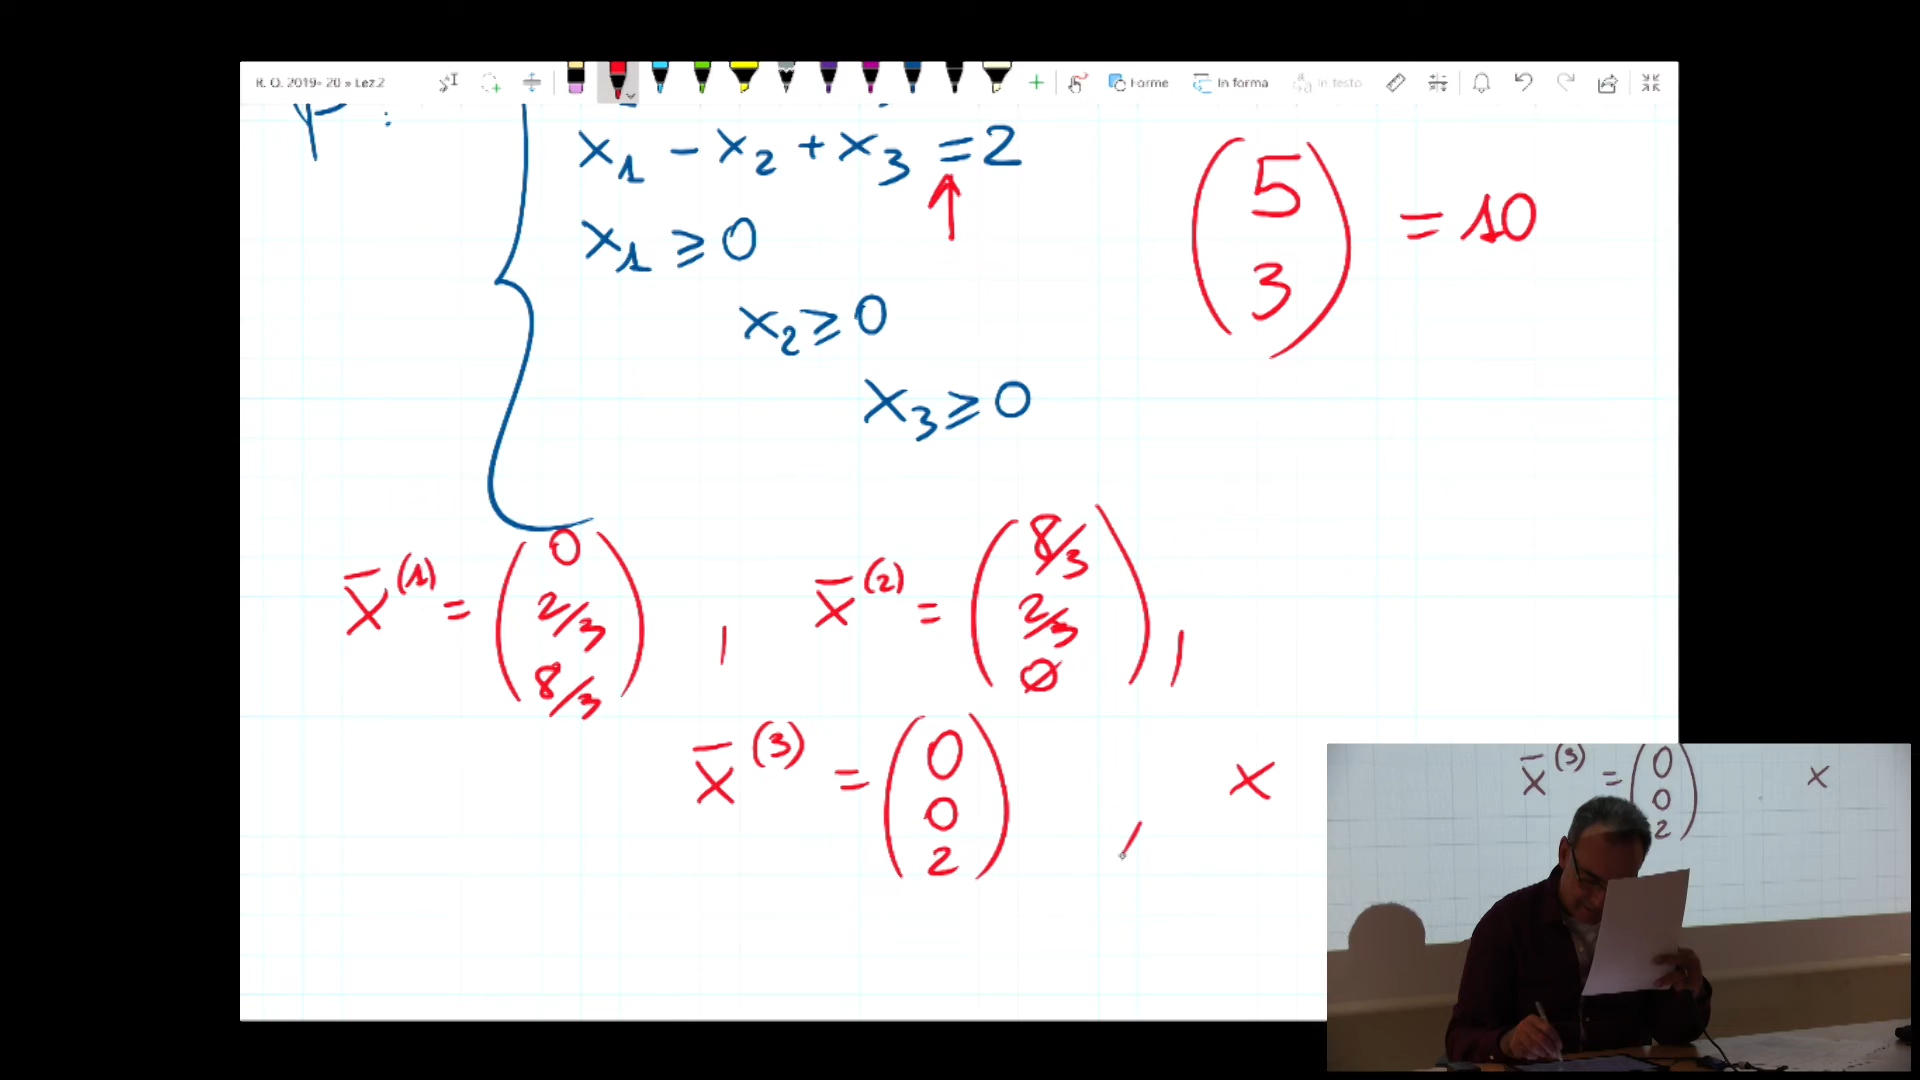 R. O. 2019-20 » Lez.2
Forme In forma In testo
P :
x₁ - x₂ + x₃ = 2
↑
x₁ ⩾ 0
x₂ ⩾ 0
x₃ ⩾ 0
(5
3) = 10
x̄⁽¹⁾ = (0
2/3
8/3) ,
x̄⁽²⁾ = (8/3
2/3
0) ,
x̄⁽³⁾ = (0
0
2) ,
x
x̄⁽³⁾ = (0
0
2)
x